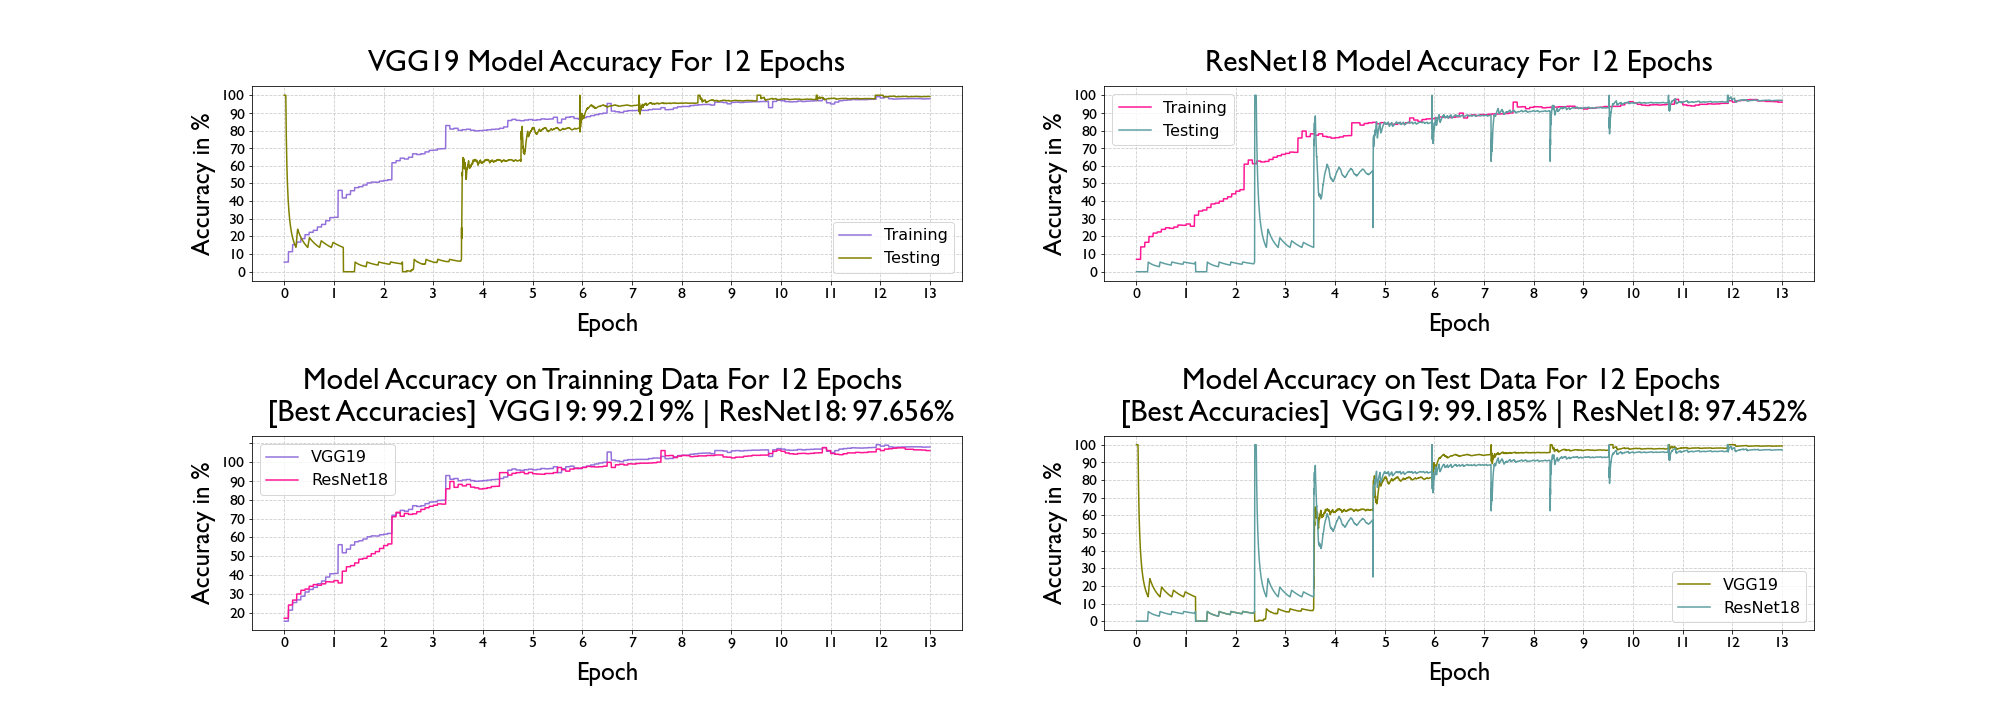 VGG19 Model Accuracy For 12 Epochs
Accuracy in %
100
90
80
70
60
50
40
30
20
10
0
Training
Testing
0 1 2 3 4 5 6 7 8 9 10 11 12 13
Epoch
ResNet18 Model Accuracy For 12 Epochs
Accuracy in %
100
90
80
70
60
50
40
30
20
10
0
Training
Testing
0 1 2 3 4 5 6 7 8 9 10 11 12 13
Epoch
Model Accuracy on Trainning Data For 12 Epochs
[Best Accuracies] VGG19: 99.219% | ResNet18: 97.656%
Accuracy in %
100
90
80
70
60
50
40
30
20
VGG19
ResNet18
0 1 2 3 4 5 6 7 8 9 10 11 12 13
Epoch
Model Accuracy on Test Data For 12 Epochs
[Best Accuracies] VGG19: 99.185% | ResNet18: 97.452%
Accuracy in %
100
90
80
70
60
50
40
30
20
10
0
VGG19
ResNet18
0 1 2 3 4 5 6 7 8 9 10 11 12 13
Epoch